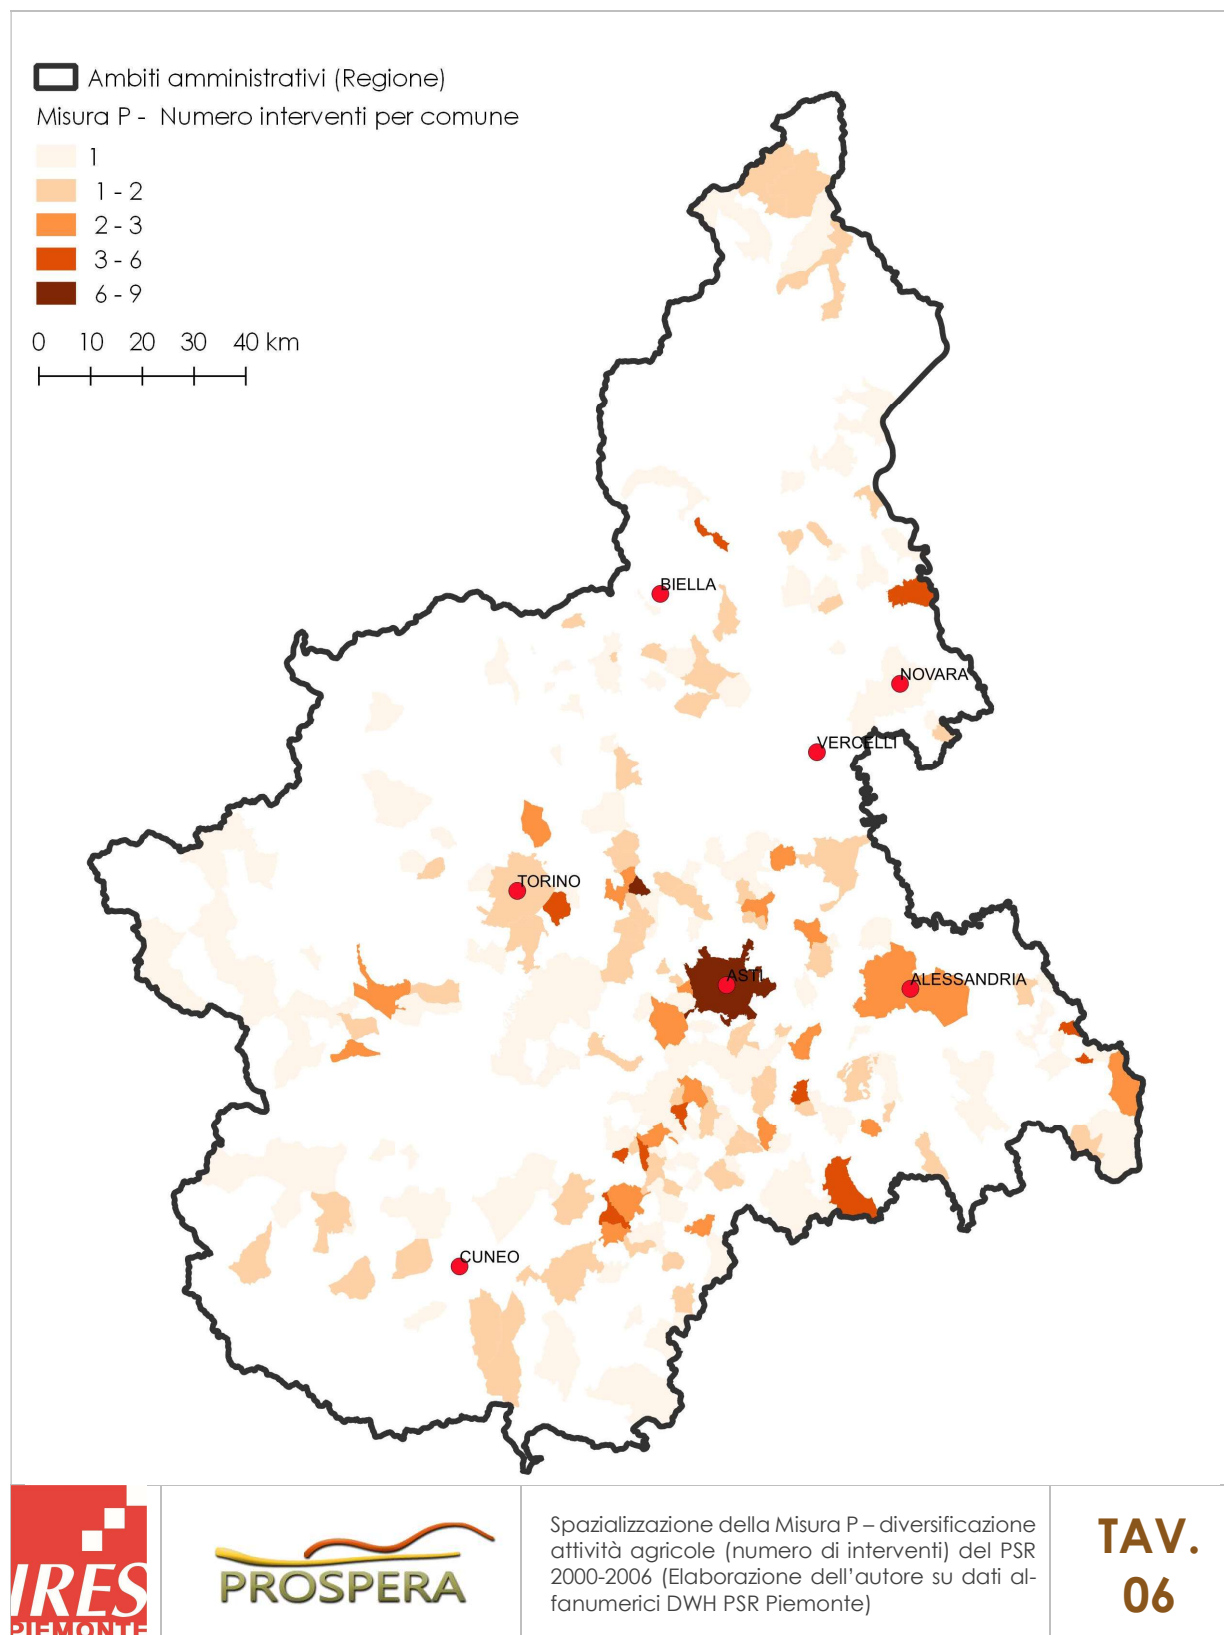 Ambiti amministrativi (Regione)
Misura P - Numero interventi per comune
1
1 - 2
2 - 3
3 - 6
6 - 9
0 10 20 30 40 km
BIELLA
NOVARA
VERCELLI
TORINO
ASTI
ALESSANDRIA
CUNEO
IRES
PIEMONTE
PROSPERA
Spazializzazione della Misura P – diversificazione
attività agricole (numero di interventi) del PSR
2000-2006 (Elaborazione dell'autore su dati al-
fanumerici DWH PSR Piemonte)
TAV.
06